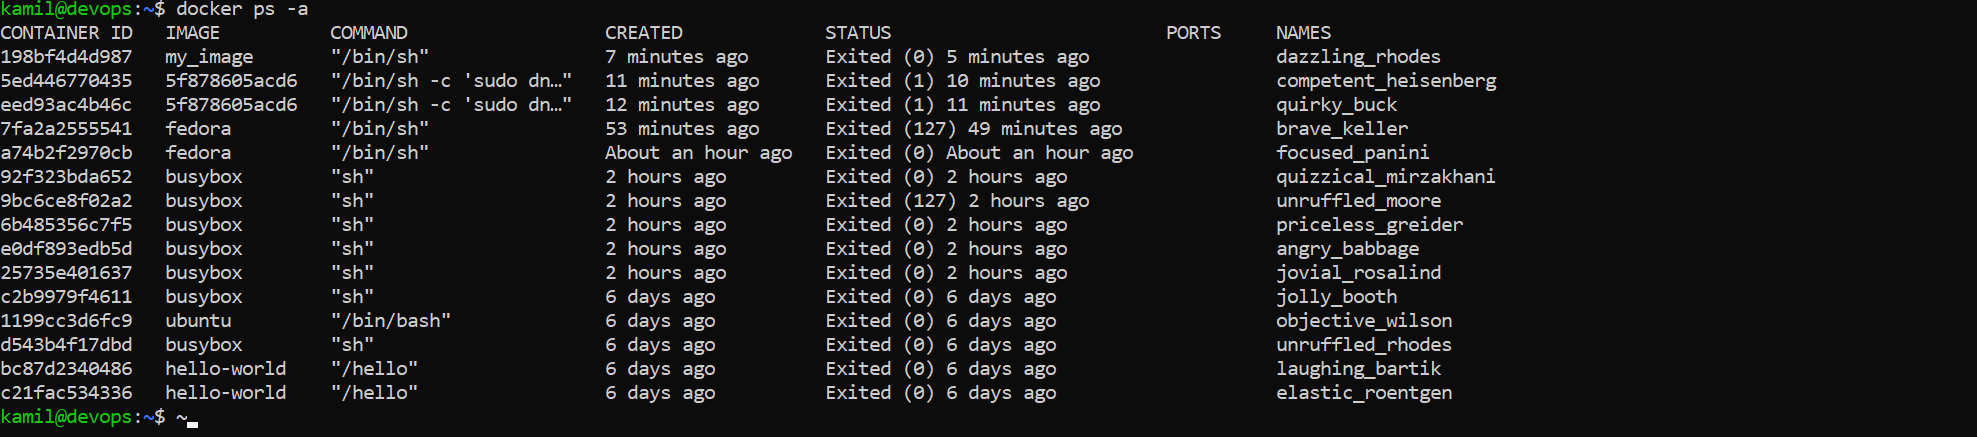 kamil@devops:~$ docker ps -a
CONTAINER ID   IMAGE          COMMAND                  CREATED             STATUS                         PORTS     NAMES
198bf4d4d987   my_image       "/bin/sh"                7 minutes ago       Exited (0) 5 minutes ago                 dazzling_rhodes
5ed446770435   5f878605acd6   "/bin/sh -c 'sudo dn…"   11 minutes ago      Exited (1) 10 minutes ago                competent_heisenberg
eed93ac4b46c   5f878605acd6   "/bin/sh -c 'sudo dn…"   12 minutes ago      Exited (1) 11 minutes ago                quirky_buck
7fa2a2555541   fedora         "/bin/sh"                53 minutes ago      Exited (127) 49 minutes ago              brave_keller
a74b2f2970cb   fedora         "/bin/sh"                About an hour ago   Exited (0) About an hour ago             focused_panini
92f323bda652   busybox        "sh"                     2 hours ago         Exited (0) 2 hours ago                   quizzical_mirzakhani
9bc6ce8f02a2   busybox        "sh"                     2 hours ago         Exited (127) 2 hours ago                 unruffled_moore
6b485356c7f5   busybox        "sh"                     2 hours ago         Exited (0) 2 hours ago                   priceless_greider
e0df893edb5d   busybox        "sh"                     2 hours ago         Exited (0) 2 hours ago                   angry_babbage
25735e401637   busybox        "sh"                     2 hours ago         Exited (0) 2 hours ago                   jovial_rosalind
c2b9979f4611   busybox        "sh"                     6 days ago          Exited (0) 6 days ago                    jolly_booth
1199cc3d6fc9   ubuntu         "/bin/bash"              6 days ago          Exited (0) 6 days ago                    objective_wilson
d543b4f17dbd   busybox        "sh"                     6 days ago          Exited (0) 6 days ago                    unruffled_rhodes
bc87d2340486   hello-world    "/hello"                 6 days ago          Exited (0) 6 days ago                    laughing_bartik
c21fac534336   hello-world    "/hello"                 6 days ago          Exited (0) 6 days ago                    elastic_roentgen
kamil@devops:~$ ~